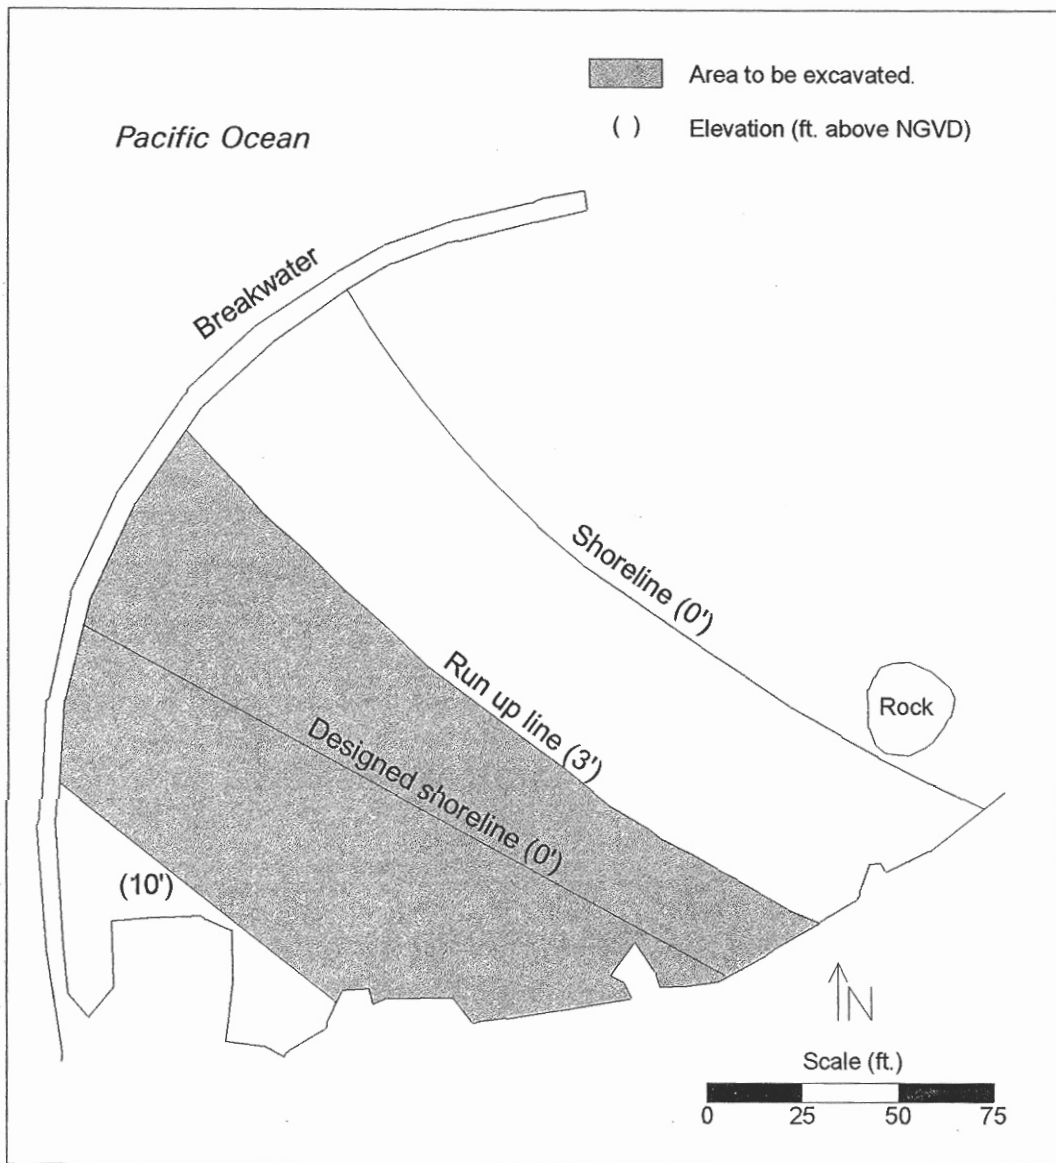 Area to be excavated.
( ) Elevation (ft. above NGVD)
Pacific Ocean
Breakwater
Shoreline (0')
Run up line (3')
Rock
Designed shoreline (0')
(10')
N
Scale (ft.)
0 25 50 75